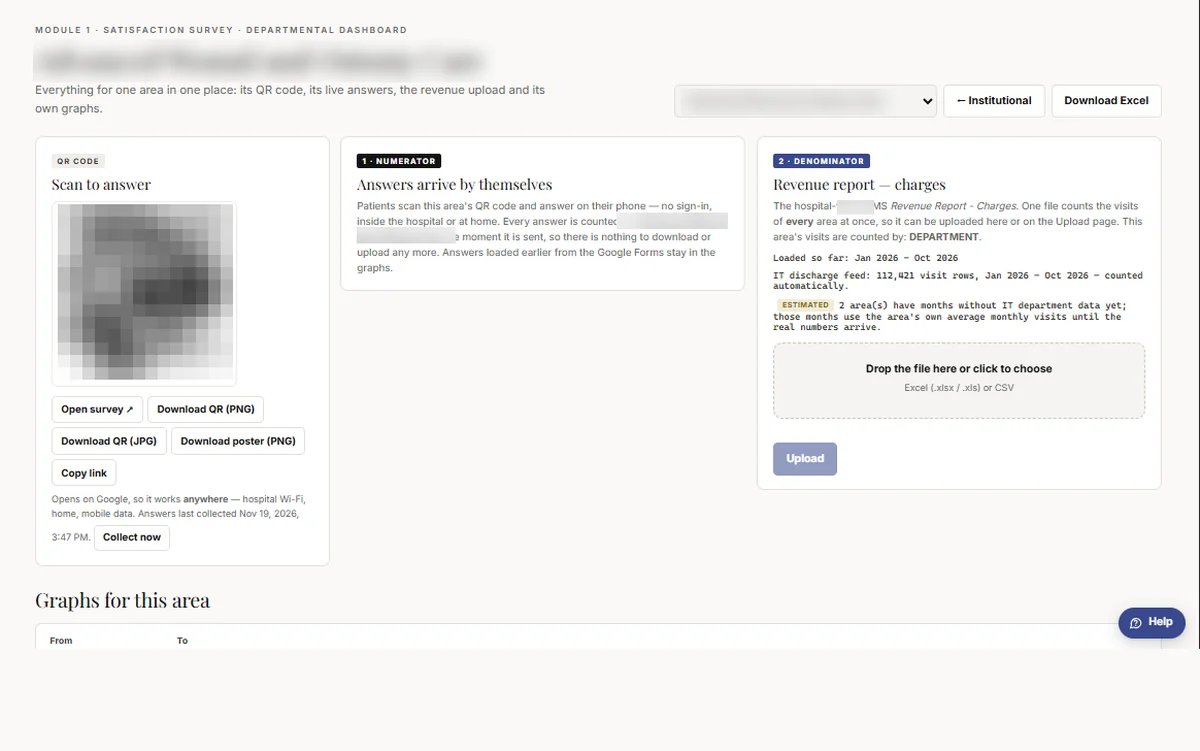 MODULE 1 · SATISFACTION SURVEY · DEPARTMENTAL DASHBOARD
Everything for one area in one place: its QR code, its live answers, the revenue upload and its
own graphs.
← Institutional
Download Excel
QR CODE
Scan to answer
Open survey ↗
Download QR (PNG)
Download QR (JPG)
Download poster (PNG)
Copy link
Opens on Google, so it works anywhere — hospital Wi-Fi,
home, mobile data. Answers last collected Nov 19, 2026,
3:47 PM.
Collect now
1 · NUMERATOR
Answers arrive by themselves
Patients scan this area's QR code and answer on their phone — no sign-in,
inside the hospital or at home. Every answer is counted
moment it is sent, so there is nothing to download or
upload any more. Answers loaded earlier from the Google Forms stay in the
graphs.
2 · DENOMINATOR
Revenue report — charges
The hospital- MS Revenue Report - Charges. One file counts the visits
of every area at once, so it can be uploaded here or on the Upload page. This
area's visits are counted by: DEPARTMENT.
Loaded so far: Jan 2026 – Oct 2026
IT discharge feed: 112,421 visit rows, Jan 2026 – Oct 2026 — counted
automatically.
ESTIMATED 2 area(s) have months without IT department data yet;
those months use the area's own average monthly visits until the
real numbers arrive.
Drop the file here or click to choose
Excel (.xlsx / .xls) or CSV
Upload
Graphs for this area
From
To
Help